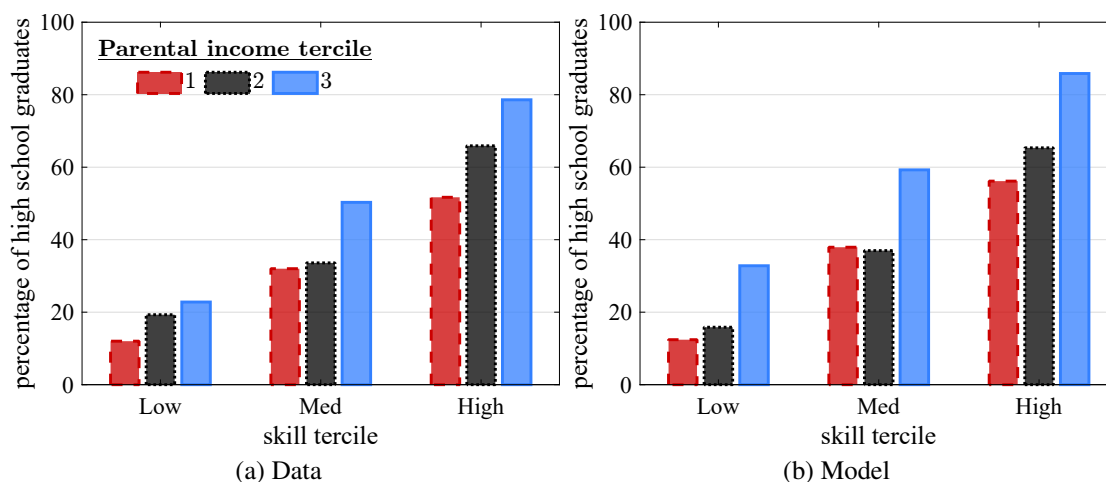 percentage of high school graduates
100
80
60
40
20
0
Parental income tercile
1 2 3
Low Med High
skill tercile
(a) Data
percentage of high school graduates
100
80
60
40
20
0
Low Med High
skill tercile
(b) Model